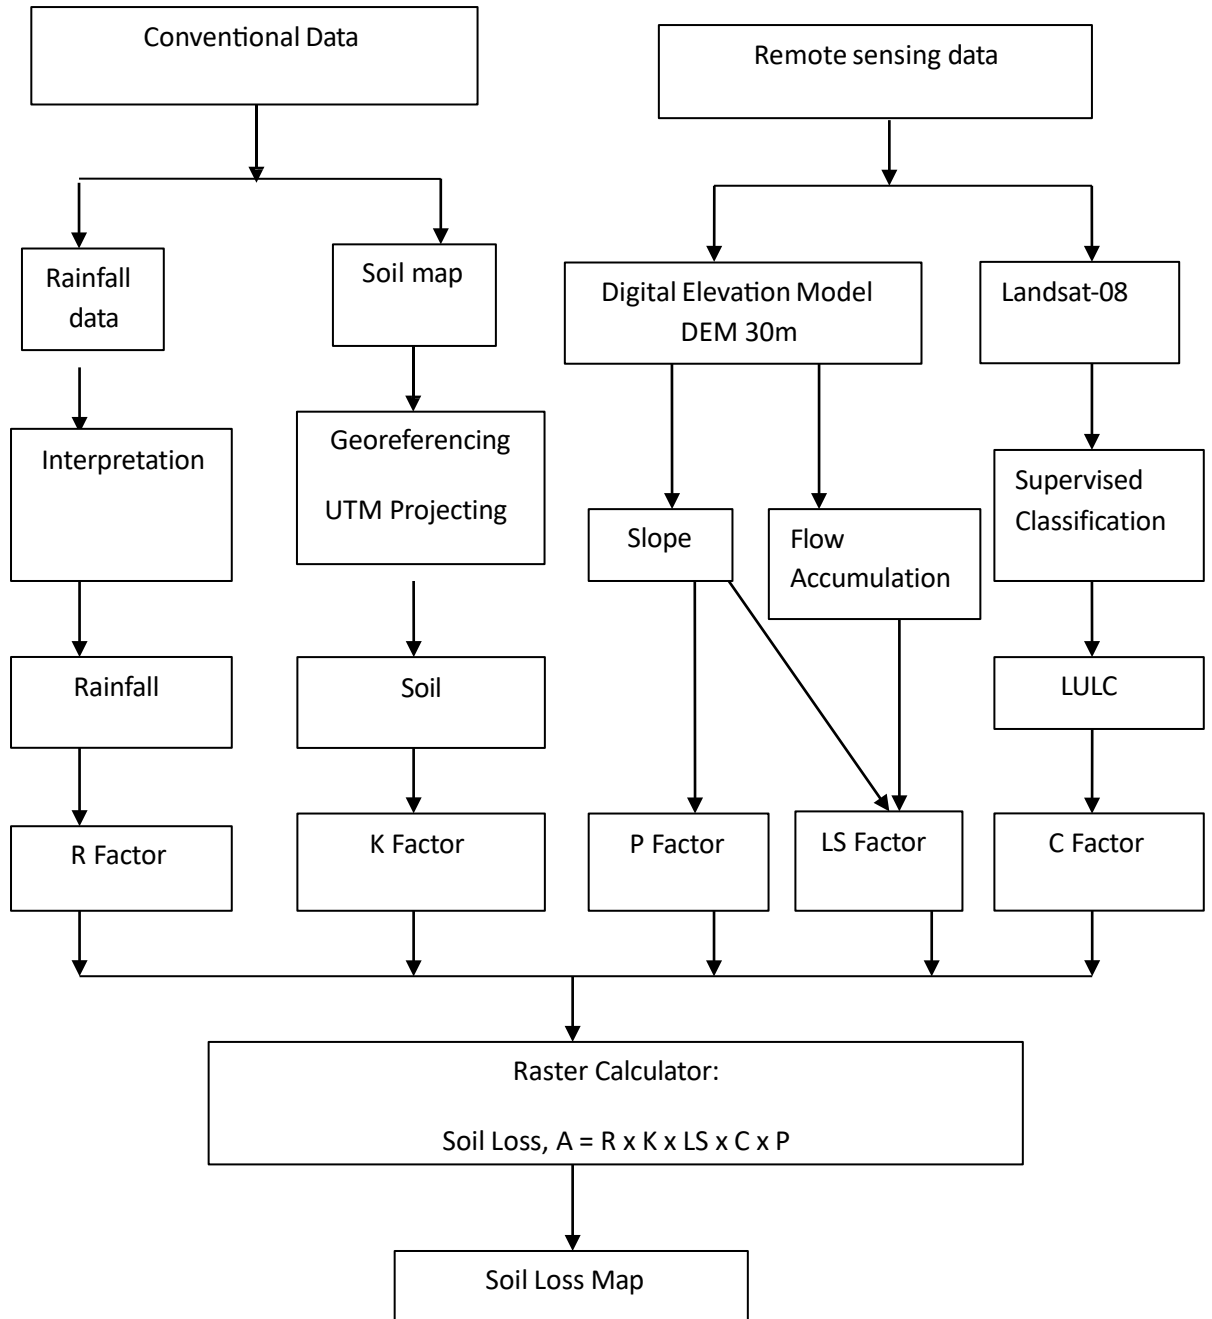 Conventional Data
Remote sensing data
Rainfall
data
Soil map
Digital Elevation Model
DEM 30m
Landsat-08
Interpretation
Georeferencing
UTM Projecting
Slope
Flow
Accumulation
Supervised
Classification
Rainfall
Soil
LULC
R Factor
K Factor
P Factor
LS Factor
C Factor
Raster Calculator:
Soil Loss, A = R x K x LS x C x P
Soil Loss Map